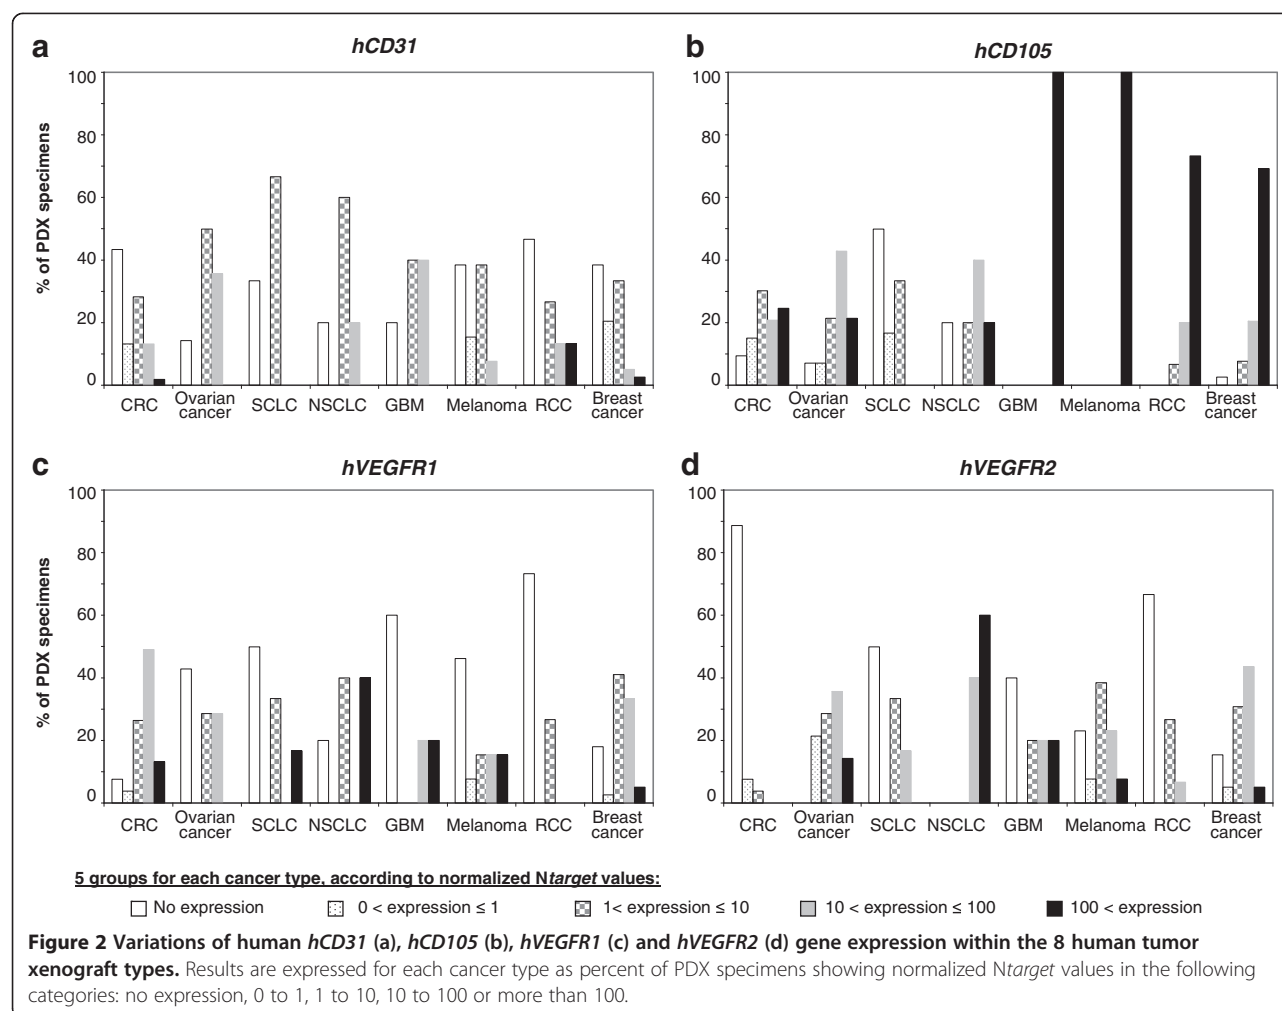 a
hCD31
b
hCD105
% of PDX specimens
100
80
60
40
20
0
CRC
Ovarian cancer
SCLC
NSCLC
GBM
Melanoma
RCC
Breast cancer
100
80
60
40
20
0
CRC
Ovarian cancer
SCLC
NSCLC
GBM
Melanoma
RCC
Breast cancer
c
hVEGFR1
d
hVEGFR2
% of PDX specimens
100
80
60
40
20
0
CRC
Ovarian cancer
SCLC
NSCLC
GBM
Melanoma
RCC
Breast cancer
100
80
60
40
20
0
CRC
Ovarian cancer
SCLC
NSCLC
GBM
Melanoma
RCC
Breast cancer
5 groups for each cancer type, according to normalized Ntarget values:
No expression
0 < expression ≤ 1
1< expression ≤ 10
10 < expression ≤ 100
100 < expression
Figure 2 Variations of human hCD31 (a), hCD105 (b), hVEGFR1 (c) and hVEGFR2 (d) gene expression within the 8 human tumor
xenograft types. Results are expressed for each cancer type as percent of PDX specimens showing normalized Ntarget values in the following
categories: no expression, 0 to 1, 1 to 10, 10 to 100 or more than 100.